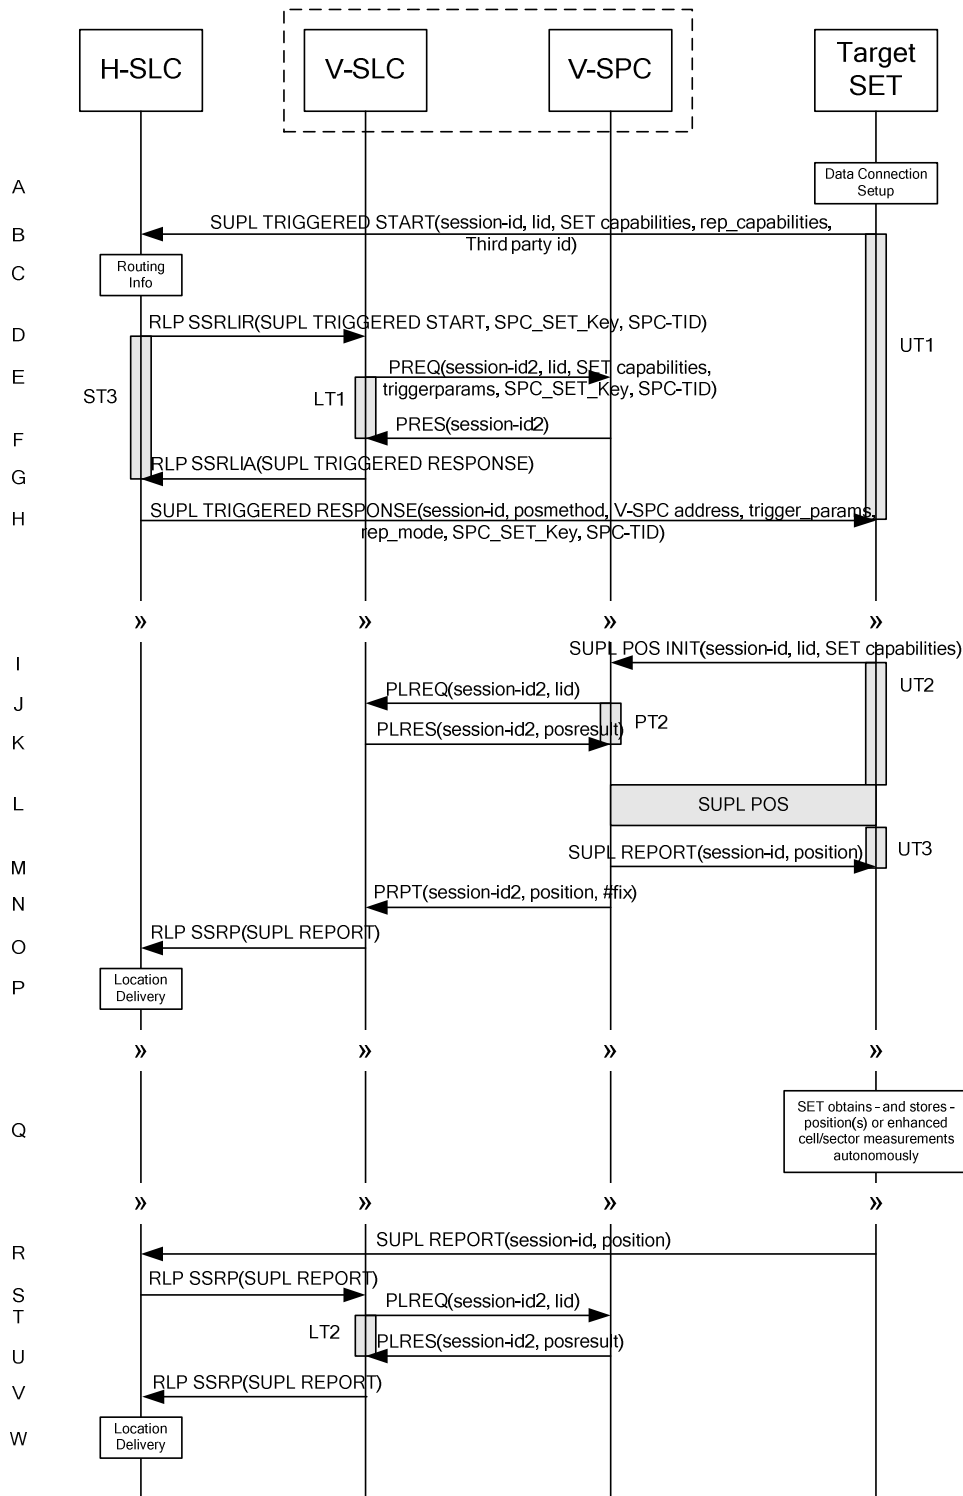 H-SLC
V-SLC
V-SPC
Target
SET
A
Data Connection
Setup
B
SUPL TRIGGERED START(session-id, lid, SET capabilities, rep_capabilities,
Third party id)
C
Routing
Info
D
RLP SSRLIR(SUPL TRIGGERED START, SPC_SET_Key, SPC-TID)
UT1
E
PREQ(session-id2, lid, SET capabilities,
triggerparams, SPC_SET_Key, SPC-TID)
ST3
LT1
F
PRES(session-id2)
G
RLP SSRLIA(SUPL TRIGGERED RESPONSE)
H
SUPL TRIGGERED RESPONSE(session-id, posmethod, V-SPC address, trigger_params,
rep_mode, SPC_SET_Key, SPC-TID)
» » » »
I
SUPL POS INIT(session-id, lid, SET capabilities)
UT2
J
PLREQ(session-id2, lid)
PT2
K
PLRES(session-id2, posresult)
L
SUPL POS
UT3
M
SUPL REPORT(session-id, position)
N
PRPT(session-id2, position, #fix)
O
RLP SSRP(SUPL REPORT)
P
Location
Delivery
» » » »
Q
SET obtains - and stores -
position(s) or enhanced
cell/sector measurements
autonomously
» » » »
R
SUPL REPORT(session-id, position)
S
RLP SSRP(SUPL REPORT)
T
PLREQ(session-id2, lid)
LT2
U
PLRES(session-id2, posresult)
V
RLP SSRP(SUPL REPORT)
W
Location
Delivery